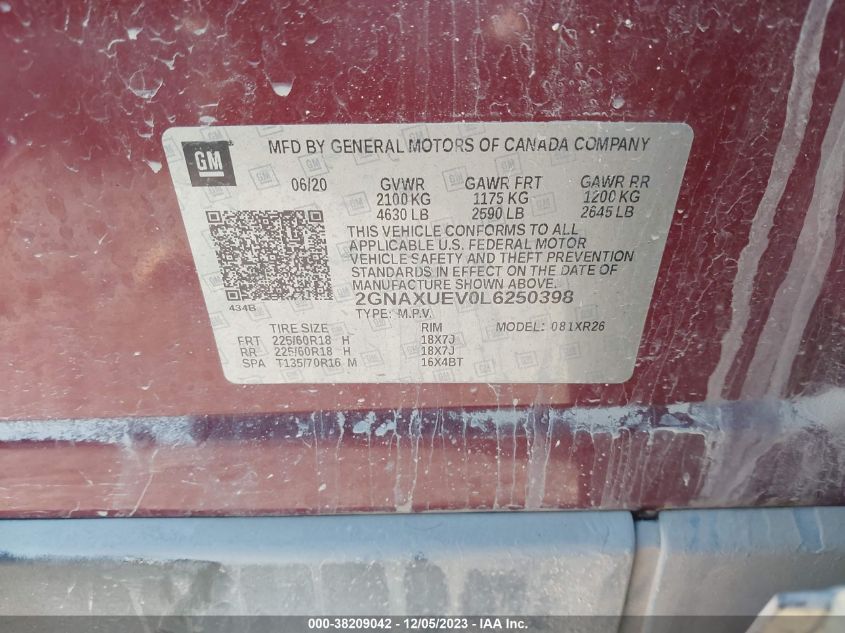 MFD BY GENERAL MOTORS OF CANADA COMPANY
GM
06/20 GVWR GAWR FRT GAWR RR
2100 KG 1175 KG 1200 KG
4630 LB 2590 LB 2645 LB
THIS VEHICLE CONFORMS TO ALL
APPLICABLE U.S. FEDERAL MOTOR
VEHICLE SAFETY AND THEFT PREVENTION
STANDARDS IN EFFECT ON THE DATE OF
MANUFACTURE SHOWN ABOVE.
2GNAXUEV0L6250398
434B
TYPE: M.P.V.
TIRE SIZE RIM MODEL: 081XR26
FRT 225/60R18 H 18X7J
RR 225/60R18 H 18X7J
SPA T135/70R16 M 16X4BT
000-38209042 - 12/05/2023 - IAA Inc.